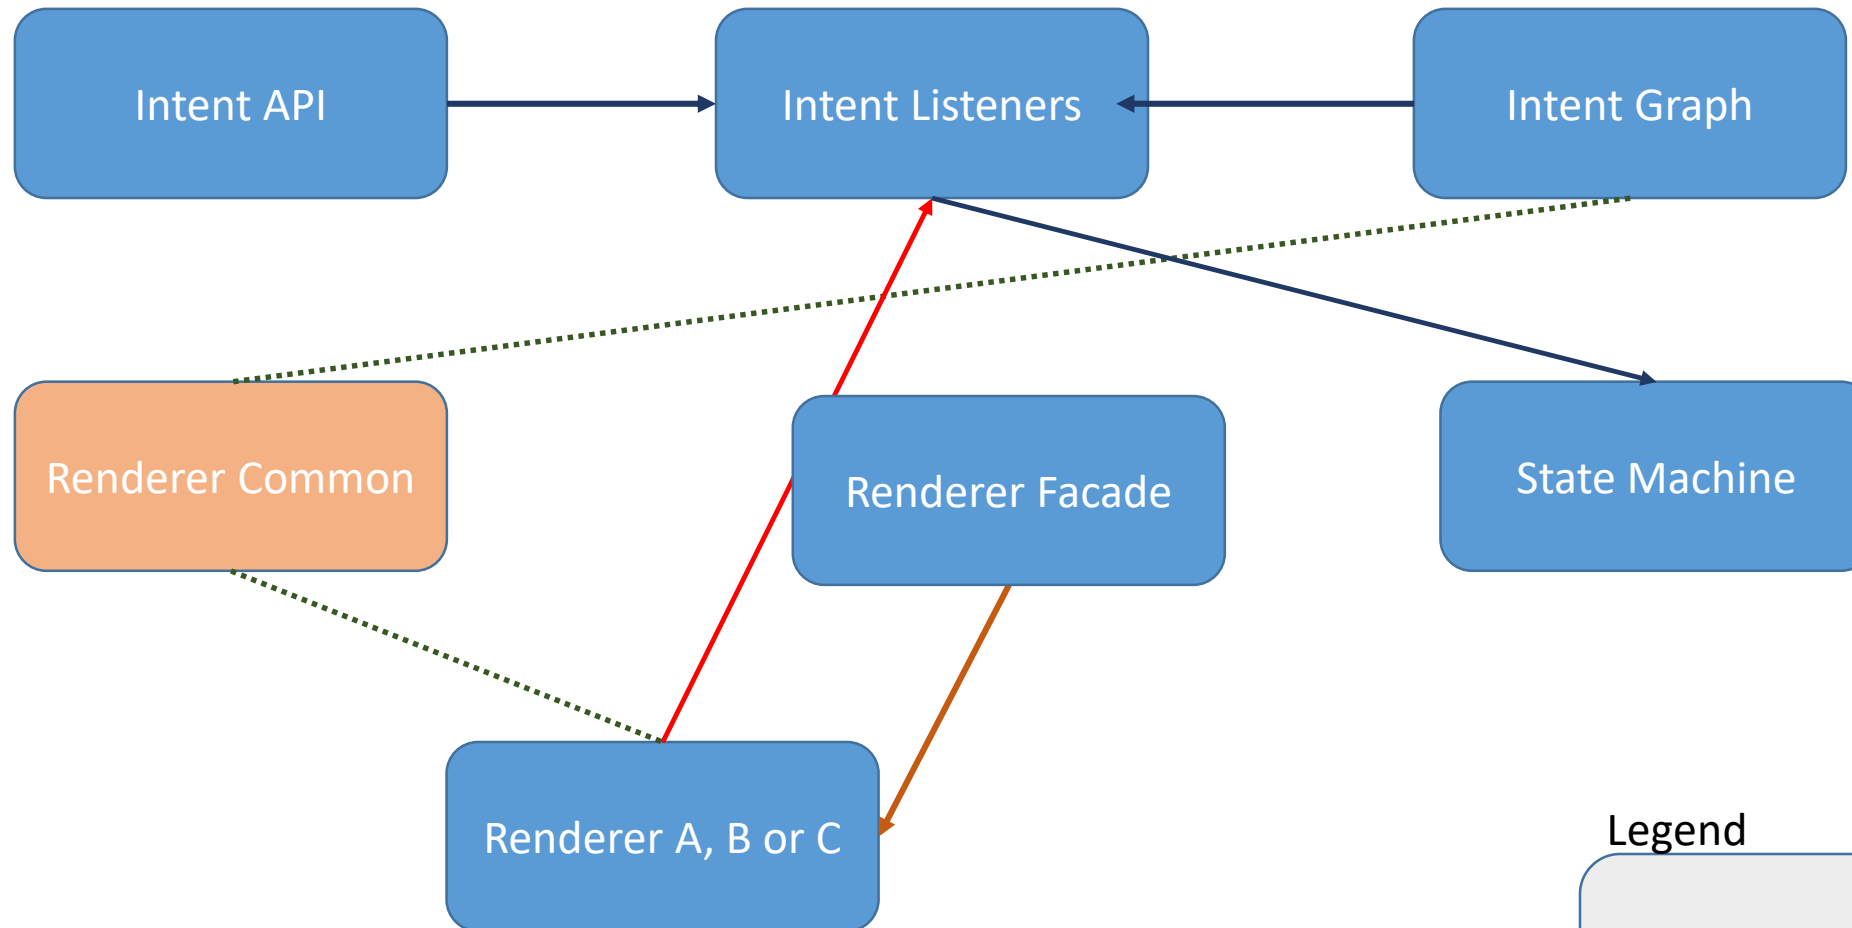 Intent API
Intent Listeners
Intent Graph
Renderer Common
Renderer Facade
State Machine
Renderer A, B or C
Legend